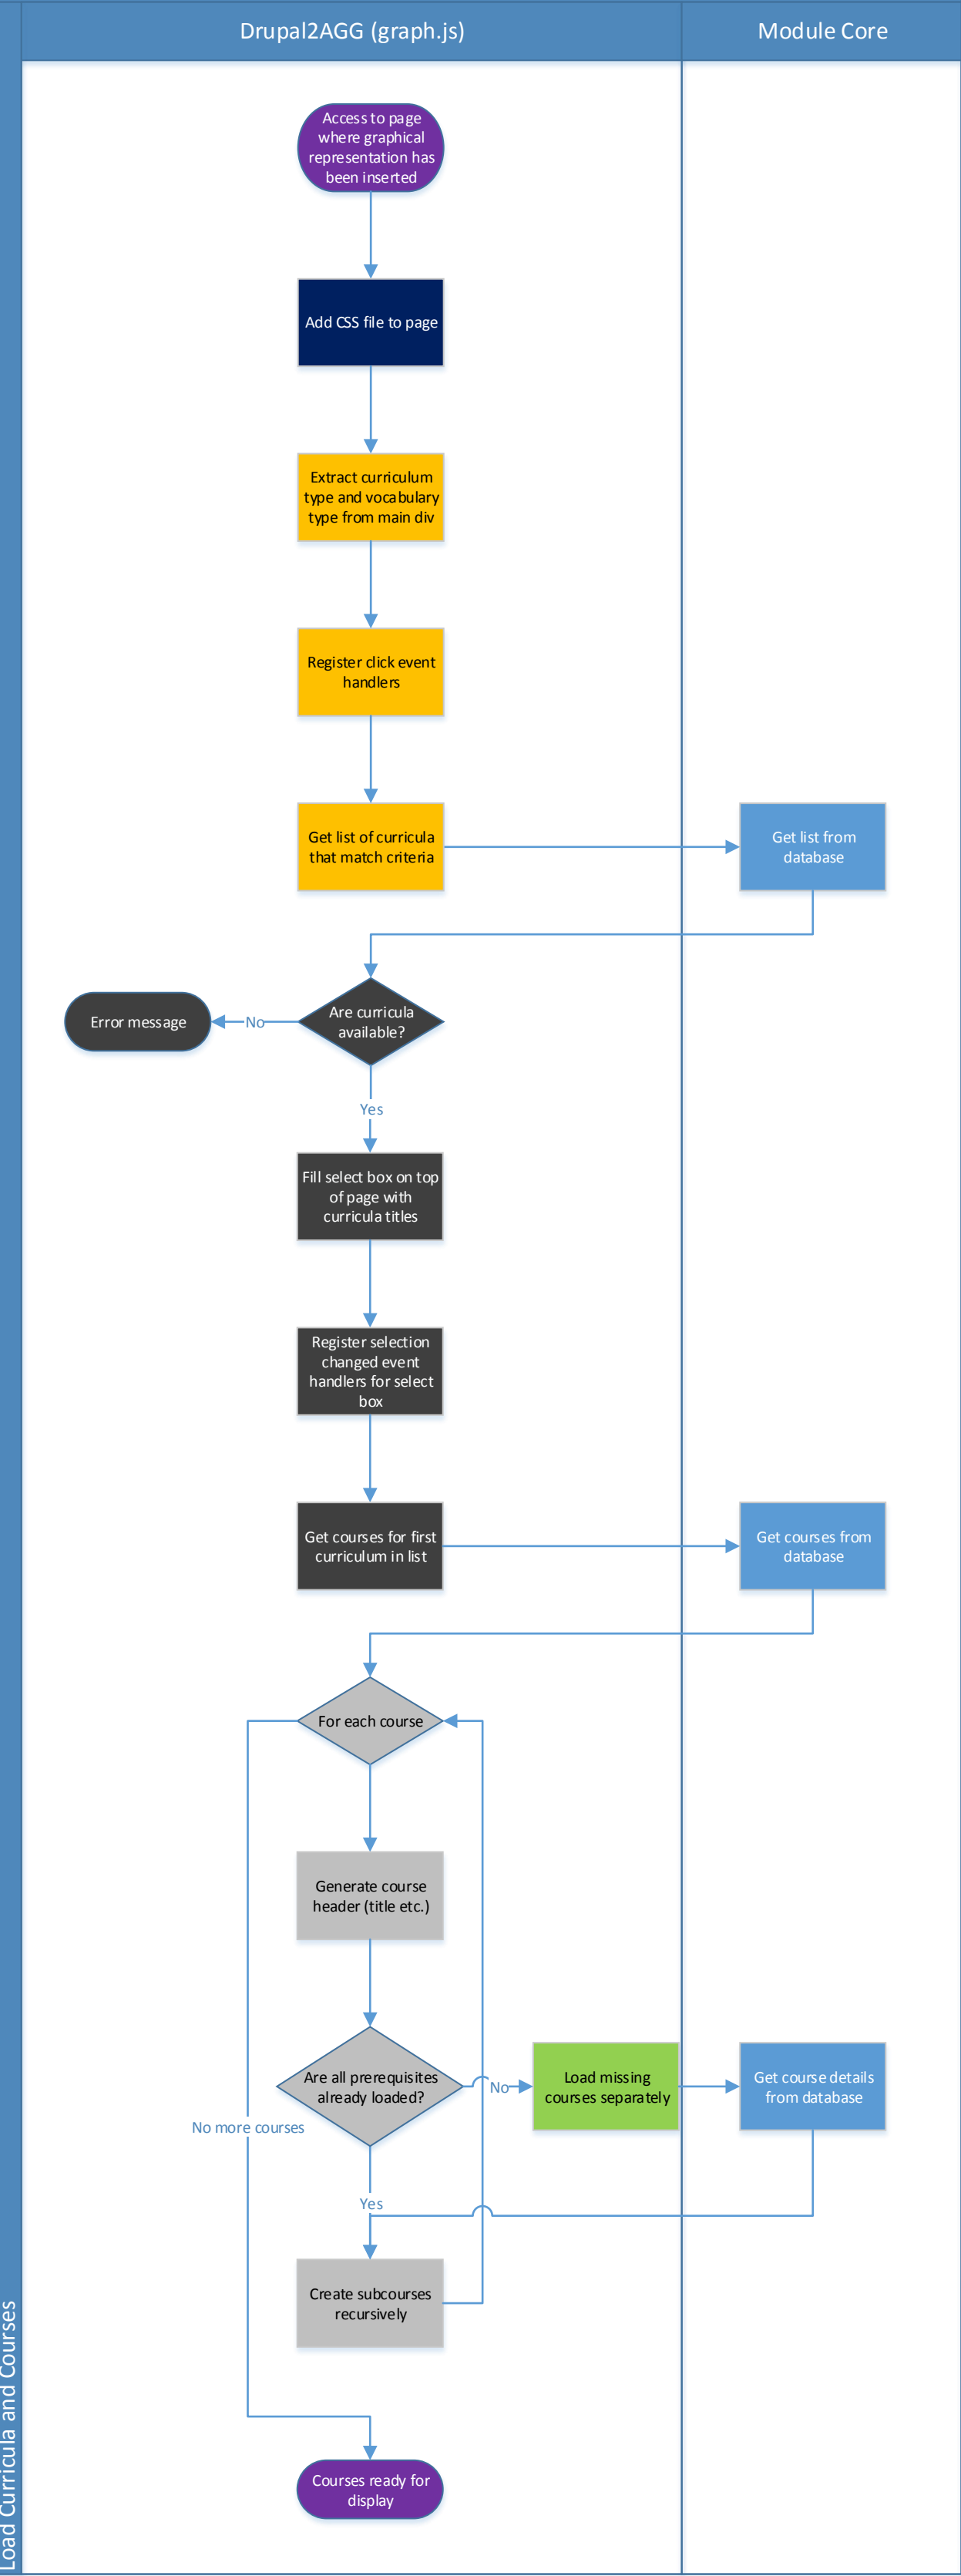 Drupal2AGG (graph.js)
Module Core
Access to page
where graphical
representation has
been inserted
Add CSS file to page
Extract curriculum
type and vocabulary
type from main div
Register click event
handlers
Get list of curricula
that match criteria
Get list from
database
Are curricula
available?
No
Error message
Yes
Fill select box on top
of page with
curricula titles
Register selection
changed event
handlers for select
box
Get courses for first
curriculum in list
Get courses from
database
For each course
Generate course
header (title etc.)
Are all prerequisites
already loaded?
No
Load missing
courses separately
Get course details
from database
No more courses
Yes
Create subcourses
recursively
Courses ready for
display
Load Curricula and Courses